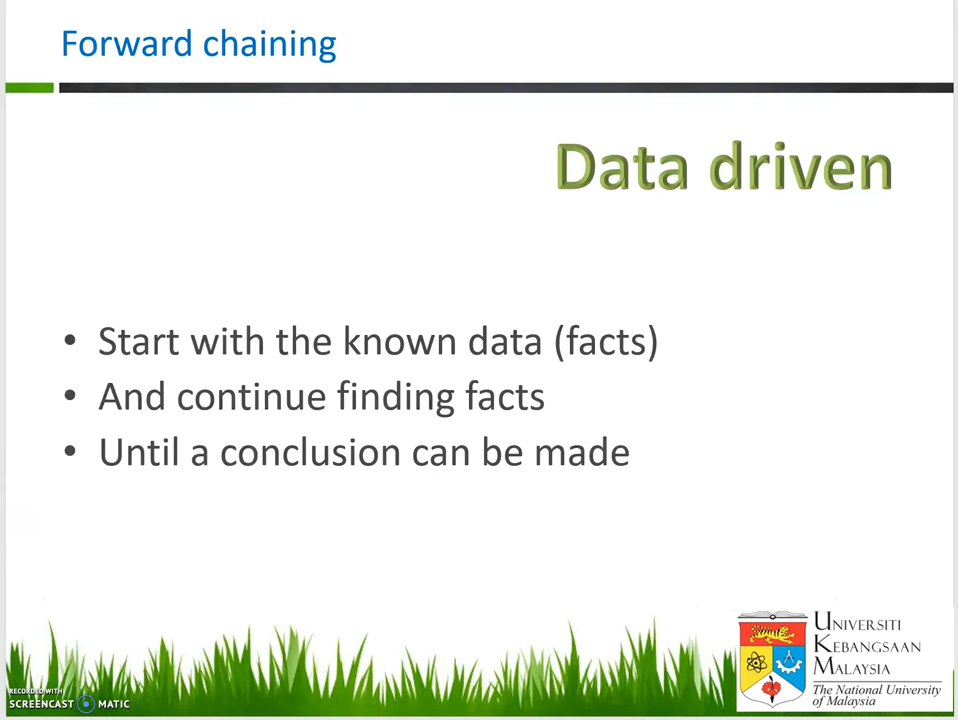 Forward chaining
Data driven
• Start with the known data (facts)
• And continue finding facts
• Until a conclusion can be made
UNIVERSITI
KEBANGSAAN
MALAYSIA
The National University
of Malaysia
RECORDED WITH
SCREENCAST MATIC